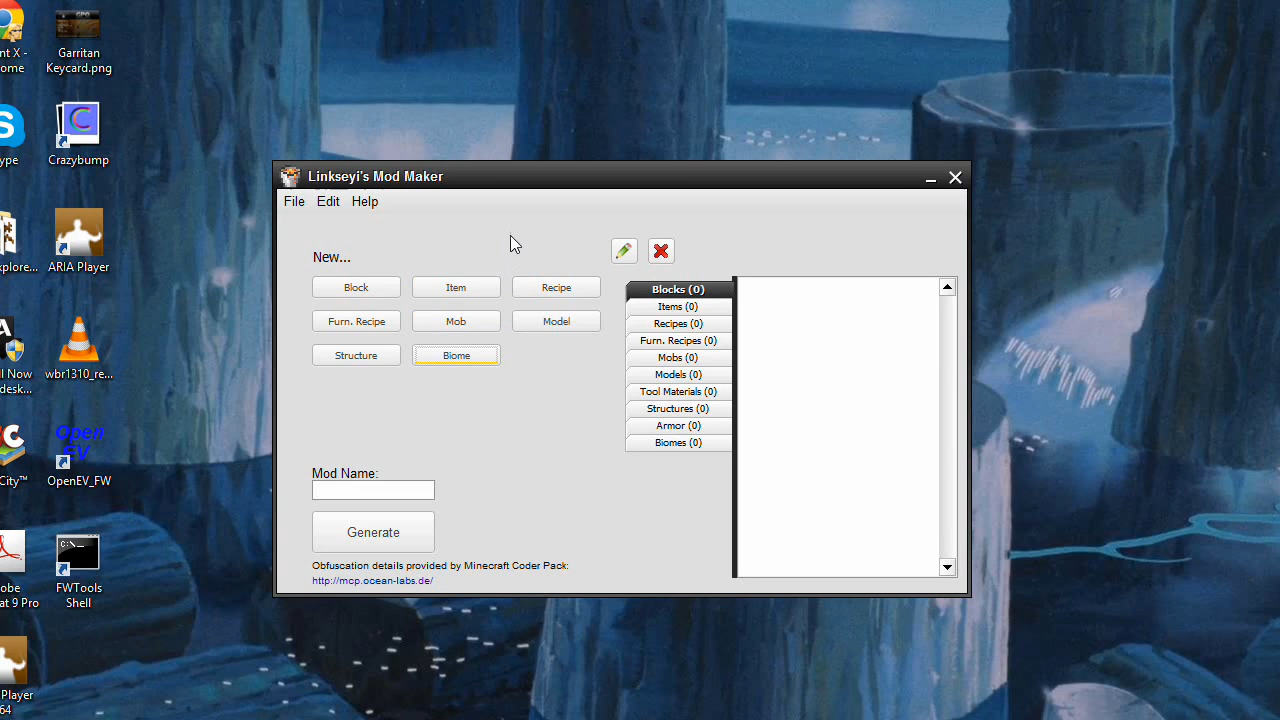 nt X -
ome
Garritan
Keycard.png
ype
Crazybump
xplore...
ARIA Player
ll Now
desk...
wbr1310_re...
City™
OpenEV_FW
obe
at 9 Pro
FWTools
Shell
Player
64
GPO
S
C
A
C
Open
EV
C:\_
Linkseyi's Mod Maker
File Edit Help
New...
Block Item Recipe
Furn. Recipe Mob Model
Structure Biome
Blocks (0)
Items (0)
Recipes (0)
Furn. Recipes (0)
Mobs (0)
Models (0)
Tool Materials (0)
Structures (0)
Armor (0)
Biomes (0)
Mod Name:
Generate
Obfuscation details provided by Minecraft Coder Pack:
http://mcp.ocean-labs.de/